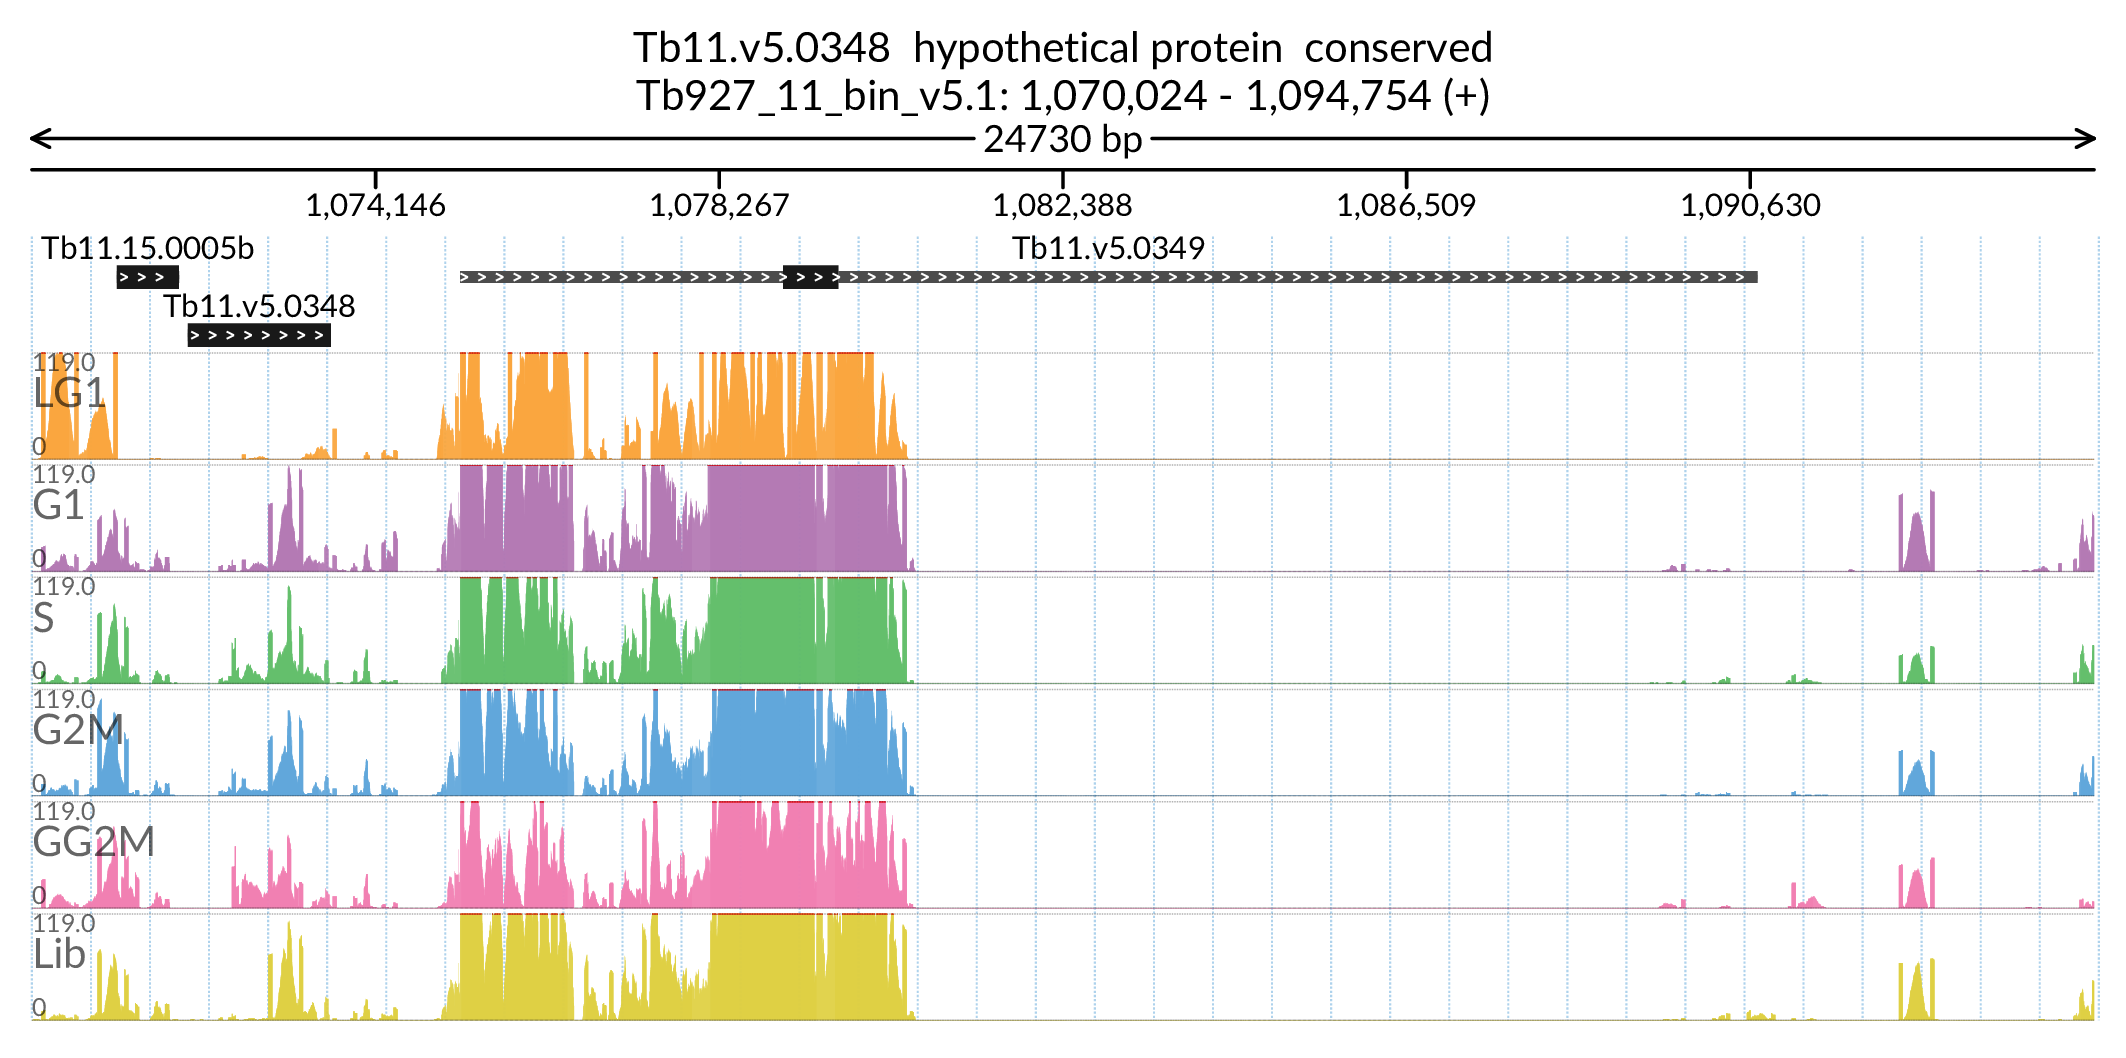 Tb11.v5.0348 hypothetical protein conserved
Tb927_11_bin_v5.1: 1,070,024 - 1,094,754 (+)
24730 bp
1,074,146 1,078,267 1,082,388 1,086,509 1,090,630
Tb11.15.0005b Tb11.v5.0349
Tb11.v5.0348
119.0
LG1
0
119.0
G1
0
119.0
S
0
119.0
G2M
0
119.0
GG2M
0
119.0
Lib
0